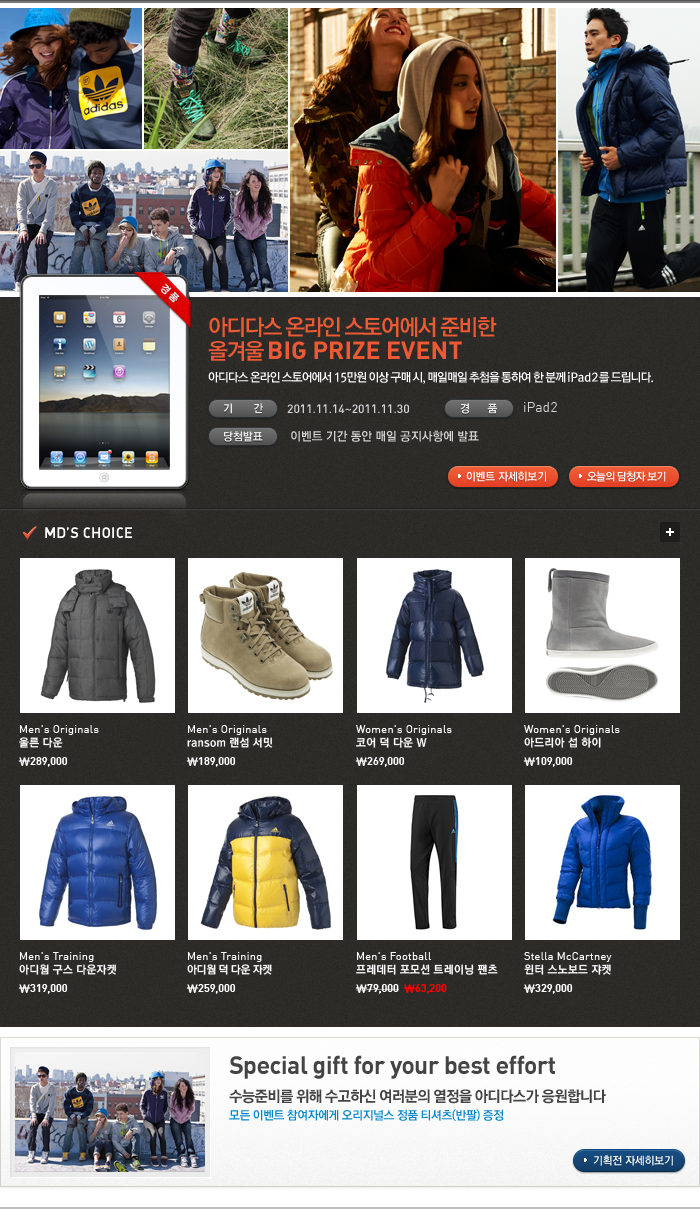 adidas
경품
아디다스 온라인 스토어에서 준비한
올겨울 BIG PRIZE EVENT
아디다스 온라인 스토어에서 15만원 이상 구매 시, 매일매일 추첨을 통하여 한 분께 iPad2를 드립니다.
기 간 2011.11.14~2011.11.30 경 품 iPad2
당첨발표 이벤트 기간 동안 매일 공지사항에 발표
이벤트 자세히보기 오늘의 담청자 보기
MD'S CHOICE
Men's Originals Men's Originals Women's Originals Women's Originals
울른 다운 ransom 랜섬 서밋 코어 덕 다운 W 아드리아 섭 하이
₩289,000 ₩189,000 ₩269,000 ₩109,000
Men's Training Men's Training Men's Football Stella McCartney
아디월 구스 다운자켓 아디월 덕 다운 자켓 프레데터 포모션 트레이닝 팬츠 윈터 스노보드 쟈켓
₩319,000 ₩259,000 ₩79,000 ₩63,200 ₩329,000
Special gift for your best effort
수능준비를 위해 수고하신 여러분의 열정을 아디다스가 응원합니다
모든 이벤트 참여자에게 오리지널스 정품 티셔츠(반팔) 증정
기획전 자세히보기